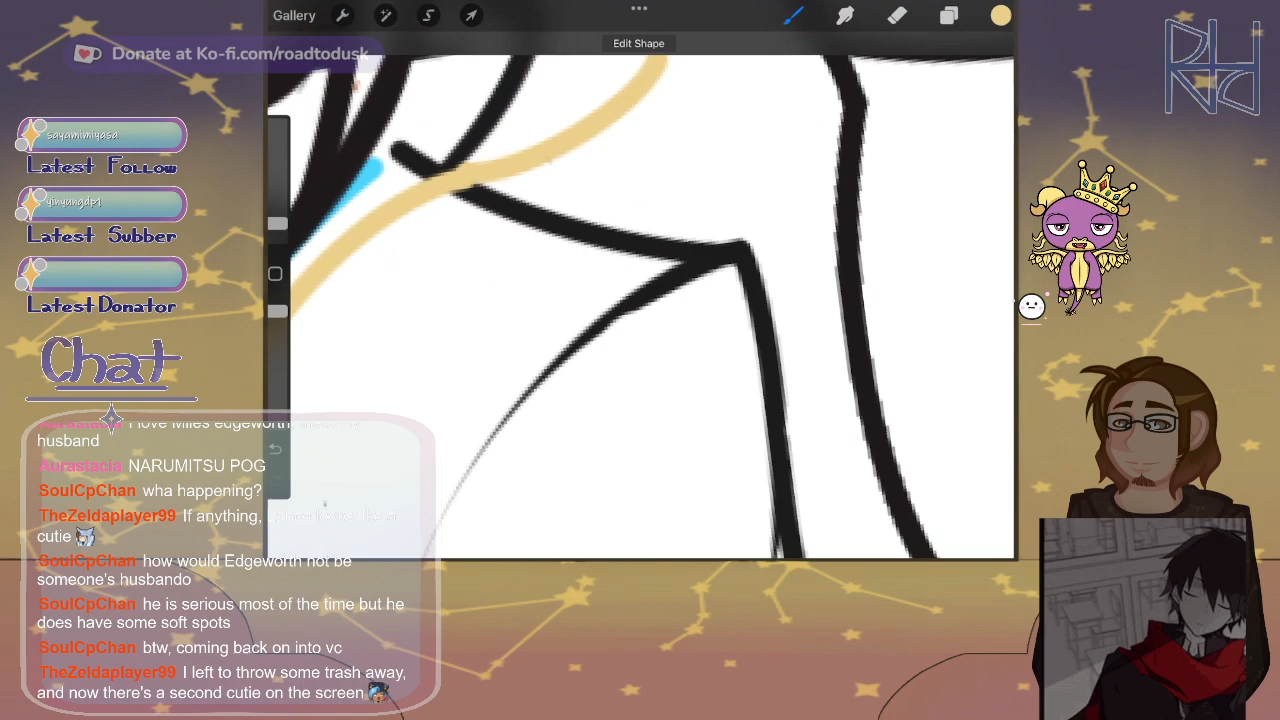 Gallery
Edit Shape
Donate at Ko-fi.com/roadtodusk
sayamimiyasa
Latest Follow
yinyangdp1
Latest Subber
Latest Donator
Chat
husband
Aurastacia NARUMITSU POG
SoulCpChan wha happening?
TheZeldaplayer99 If anything,
cutie
SoulCpChan how would Edgeworth not be
someone's husbando
SoulCpChan he is serious most of the time but he
does have some soft spots
SoulCpChan btw, coming back on into vc
TheZeldaplayer99 I left to throw some trash away,
and now there's a second cutie on the screen